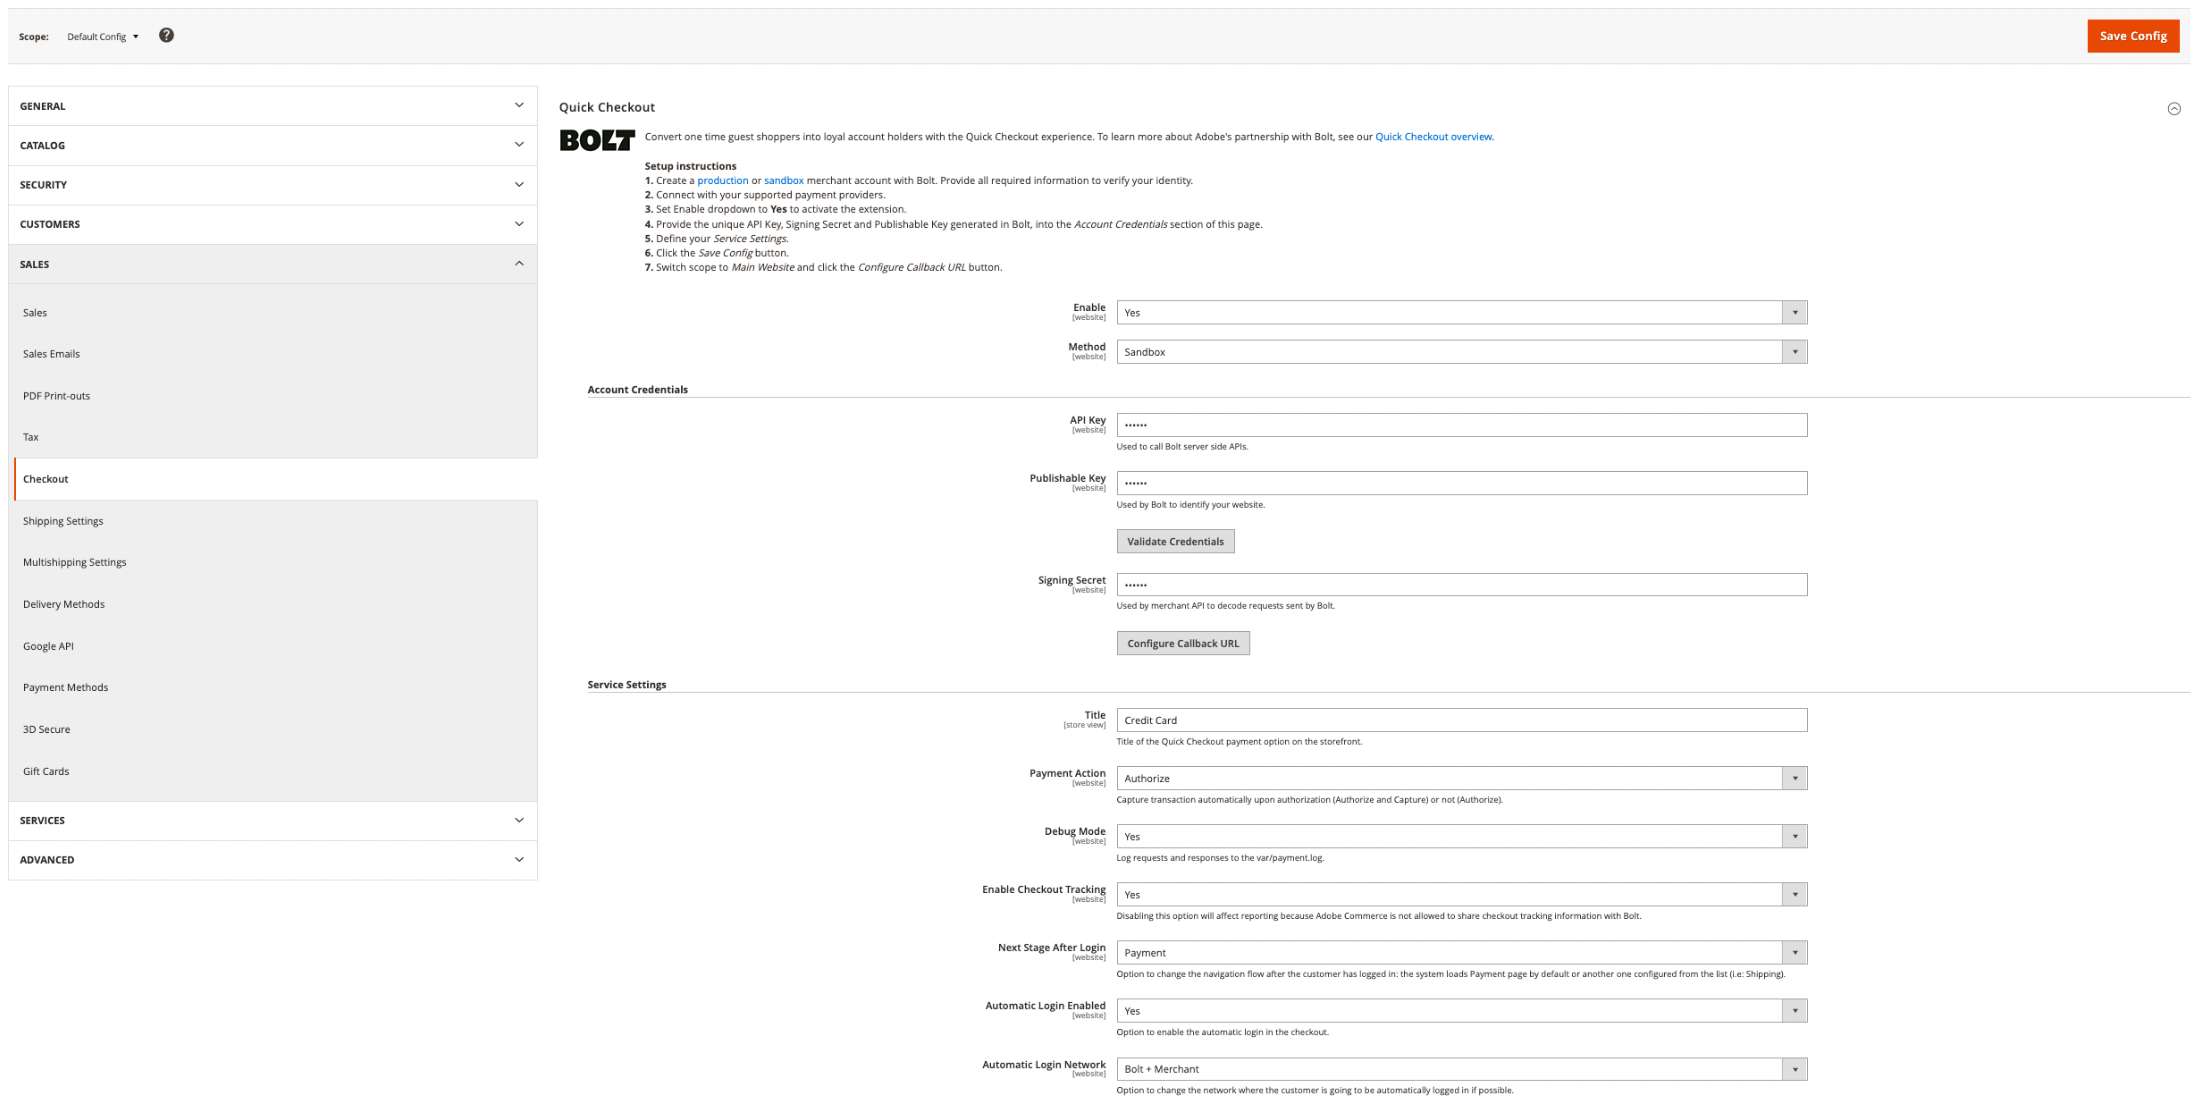 Scope: Default Config ?
Save Config
GENERAL
CATALOG
SECURITY
CUSTOMERS
SALES
Sales
Sales Emails
PDF Print-outs
Tax
Checkout
Shipping Settings
Multishipping Settings
Delivery Methods
Google API
Payment Methods
3D Secure
Gift Cards
SERVICES
ADVANCED
Quick Checkout
BOLT
Convert one time guest shoppers into loyal account holders with the Quick Checkout experience. To learn more about Adobe's partnership with Bolt, see our Quick Checkout overview.
Setup instructions
1. Create a production or sandbox merchant account with Bolt. Provide all required information to verify your identity.
2. Connect with your supported payment providers.
3. Set Enable dropdown to Yes to activate the extension.
4. Provide the unique API Key, Signing Secret and Publishable Key generated in Bolt, into the Account Credentials section of this page.
5. Define your Service Settings.
6. Click the Save Config button.
7. Switch scope to Main Website and click the Configure Callback URL button.
Enable
[website]
Yes
Method
[website]
Sandbox
Account Credentials
API Key
[website]
••••••
Used to call Bolt server side APIs.
Publishable Key
[website]
••••••
Used by Bolt to identify your website.
Validate Credentials
Signing Secret
[website]
••••••
Used by merchant API to decode requests sent by Bolt.
Configure Callback URL
Service Settings
Title
[store view]
Credit Card
Title of the Quick Checkout payment option on the storefront.
Payment Action
[website]
Authorize
Capture transaction automatically upon authorization (Authorize and Capture) or not (Authorize).
Debug Mode
[website]
Yes
Log requests and responses to the var/payment.log.
Enable Checkout Tracking
[website]
Yes
Disabling this option will affect reporting because Adobe Commerce is not allowed to share checkout tracking information with Bolt.
Next Stage After Login
[website]
Payment
Option to change the navigation flow after the customer has logged in: the system loads Payment page by default or another one configured from the list (i.e: Shipping).
Automatic Login Enabled
[website]
Yes
Option to enable the automatic login in the checkout.
Automatic Login Network
[website]
Bolt + Merchant
Option to change the network where the customer is going to be automatically logged in if possible.